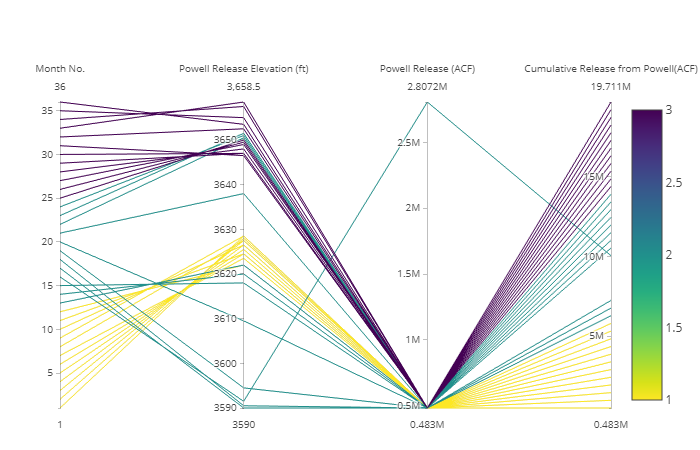 Month No. Powell Release Elevation (ft) Powell Release (ACF) Cumulative Release from Powell(ACF)
36 3,658.5 2.8072M 19.711M
35 3
3650 2.5M
30 15M 2.5
3640
25 2M
3630
20 10M 2
3620
15 1.5M
3610
10 1M 5M 1.5
3600
5
3590 0.5M 1
1 3590 0.483M 0.483M